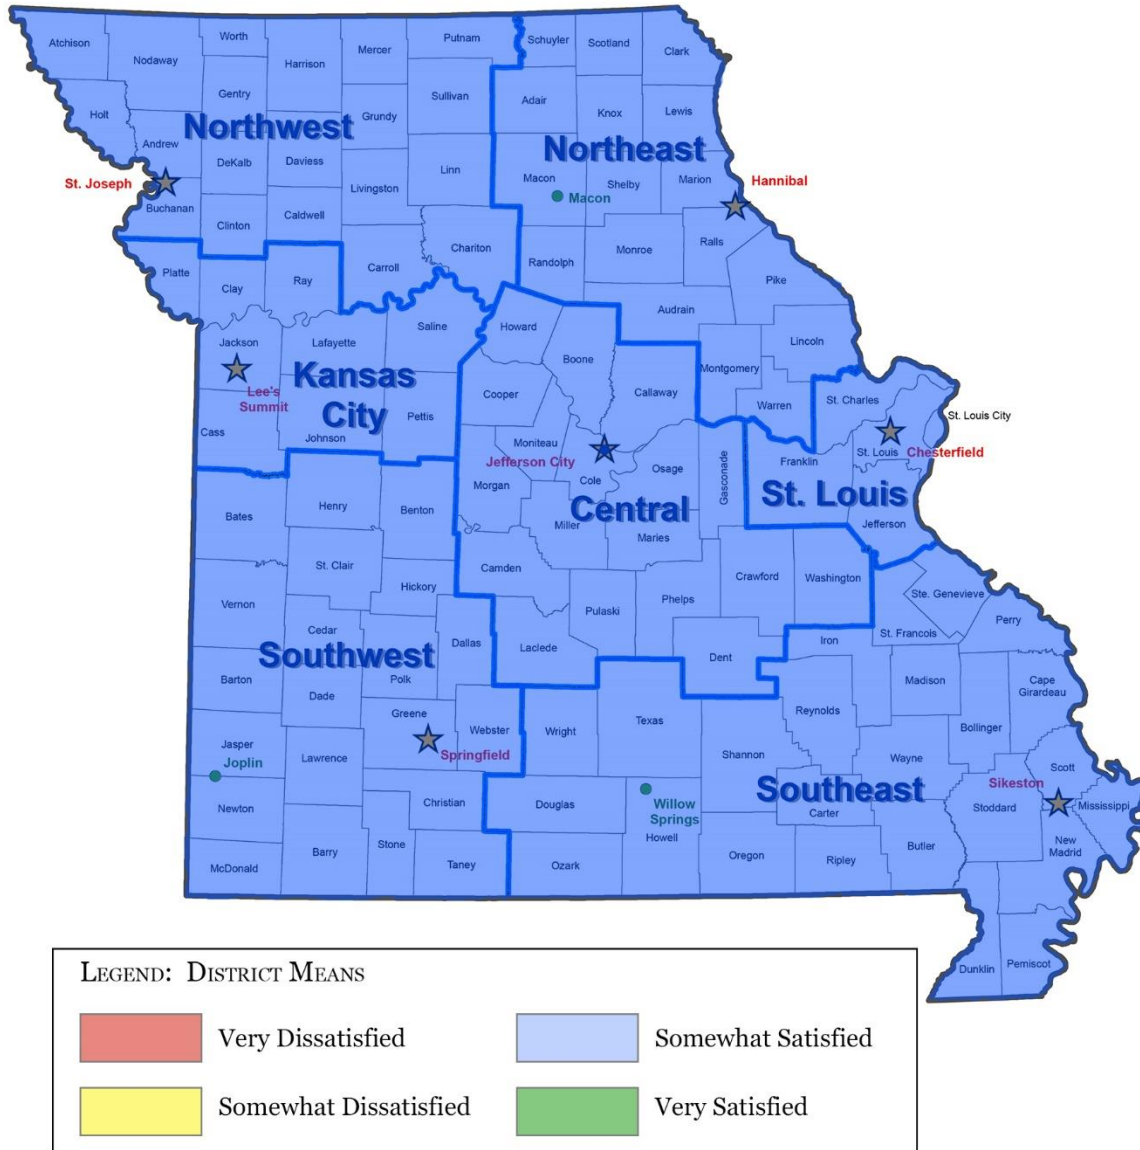 Atchison
Nodaway
Worth
Harrison
Mercer
Putnam
Schuyler
Scotland
Clark
Holt
Gentry
Sullivan
Adair
Knox
Lewis
Andrew
Northwest
Grundy
Northeast
DeKalb
Daviess
Linn
St. Joseph
Livingston
Macon
Shelby
Marion
Hannibal
Macon
Buchanan
Clinton
Caldwell
Chariton
Monroe
Ralls
Platte
Clay
Ray
Carroll
Randolph
Pike
Audrain
Jackson
Lafayette
Saline
Howard
Boone
Lincoln
Kansas
City
Lee's
Summit
Cooper
Callaway
Montgomery
Warren
St. Charles
St. Louis City
Cass
Johnson
Pettis
Moniteau
Jefferson City
Cole
Osage
Gasconade
Franklin
St. Louis
Chesterfield
Morgan
Central
St. Louis
Bates
Henry
Benton
Miller
Maries
Jefferson
St. Clair
Hickory
Camden
Crawford
Washington
Vernon
Pulaski
Phelps
Ste. Genevieve
Cedar
Dallas
Laclede
Iron
St. Francois
Perry
Southwest
Dent
Barton
Polk
Madison
Cape
Girardeau
Dade
Greene
Webster
Wright
Texas
Reynolds
Bollinger
Jasper
Joplin
Lawrence
Springfield
Shannon
Wayne
Scott
Sikeston
Southeast
Newton
Christian
Douglas
Willow
Springs
Carter
Stoddard
Mississippi
Howell
New
Madrid
McDonald
Barry
Stone
Taney
Ozark
Oregon
Ripley
Butler
Dunklin
Pemiscot
LEGEND: DISTRICT MEANS
Very Dissatisfied
Somewhat Satisfied
Somewhat Dissatisfied
Very Satisfied